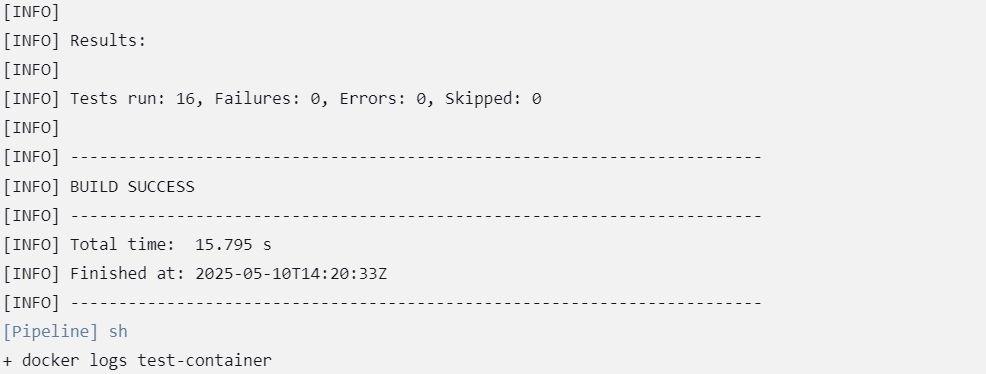 [INFO]
[INFO] Results:
[INFO]
[INFO] Tests run: 16, Failures: 0, Errors: 0, Skipped: 0
[INFO]
[INFO] ------------------------------------------------------------------------
[INFO] BUILD SUCCESS
[INFO] ------------------------------------------------------------------------
[INFO] Total time:  15.795 s
[INFO] Finished at: 2025-05-10T14:20:33Z
[INFO] ------------------------------------------------------------------------
[Pipeline] sh
+ docker logs test-container